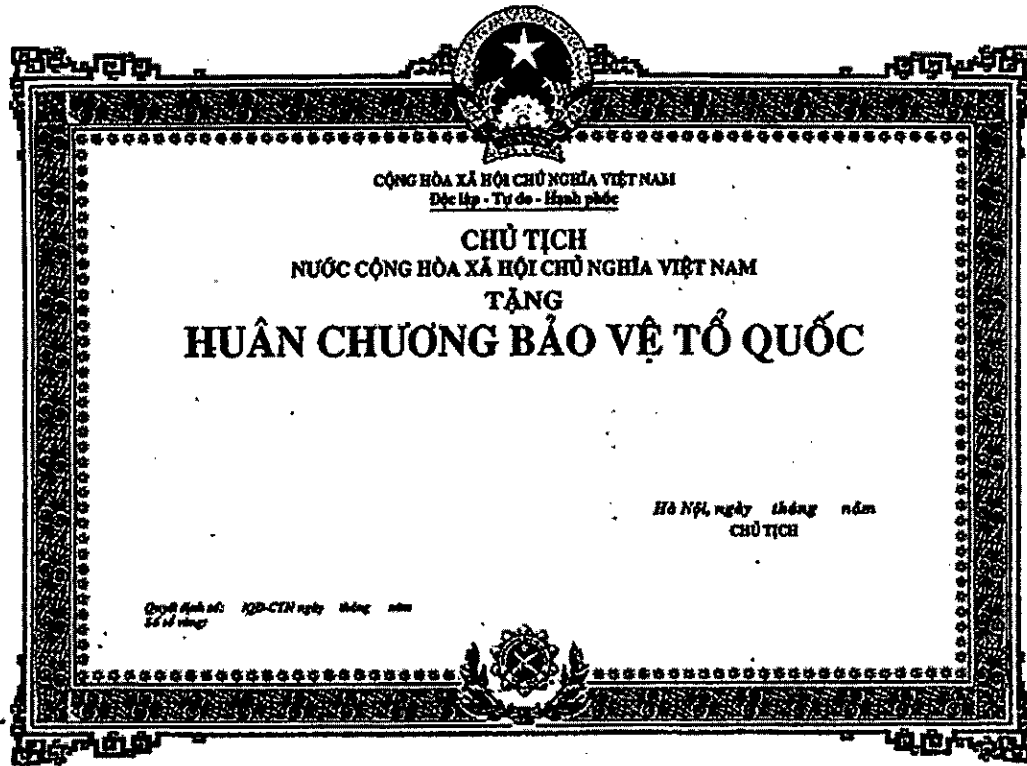 CỘNG HÒA XÃ HỘI CHỦ NGHĨA VIỆT NAM
Độc lập - Tự do - Hạnh phúc
CHỦ TỊCH
NƯỚC CỘNG HÒA XÃ HỘI CHỦ NGHĨA VIỆT NAM
TẶNG
HUÂN CHƯƠNG BẢO VỆ TỔ QUỐC
Hà Nội, ngày tháng năm
CHỦ TỊCH
Quyết định số: /QĐ-CTN ngày tháng năm
Số sổ vàng: